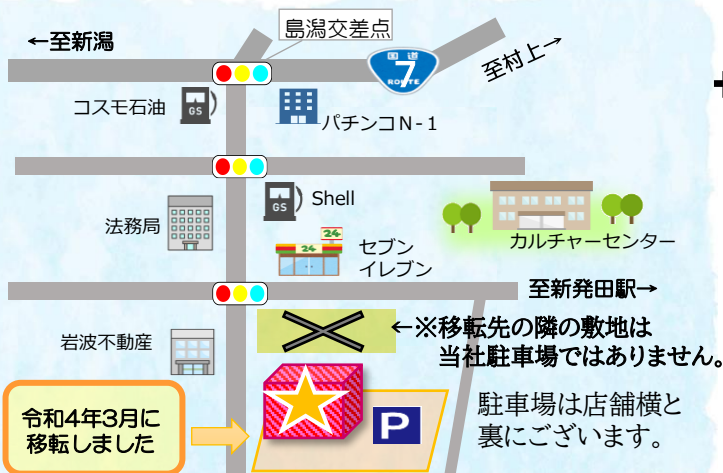 島潟交差点
←至新潟
国道
7
ROUTE
至村上→
コスモ石油
GS
パチンコN-1
GS
Shell
法務局
24
24
セブン
イレブン
カルチャーセンター
至新発田駅→
岩波不動産
←※移転先の隣の敷地は
当社駐車場ではありません。
令和4年3月に
移転しました
P
駐車場は店舗横と
裏にございます。